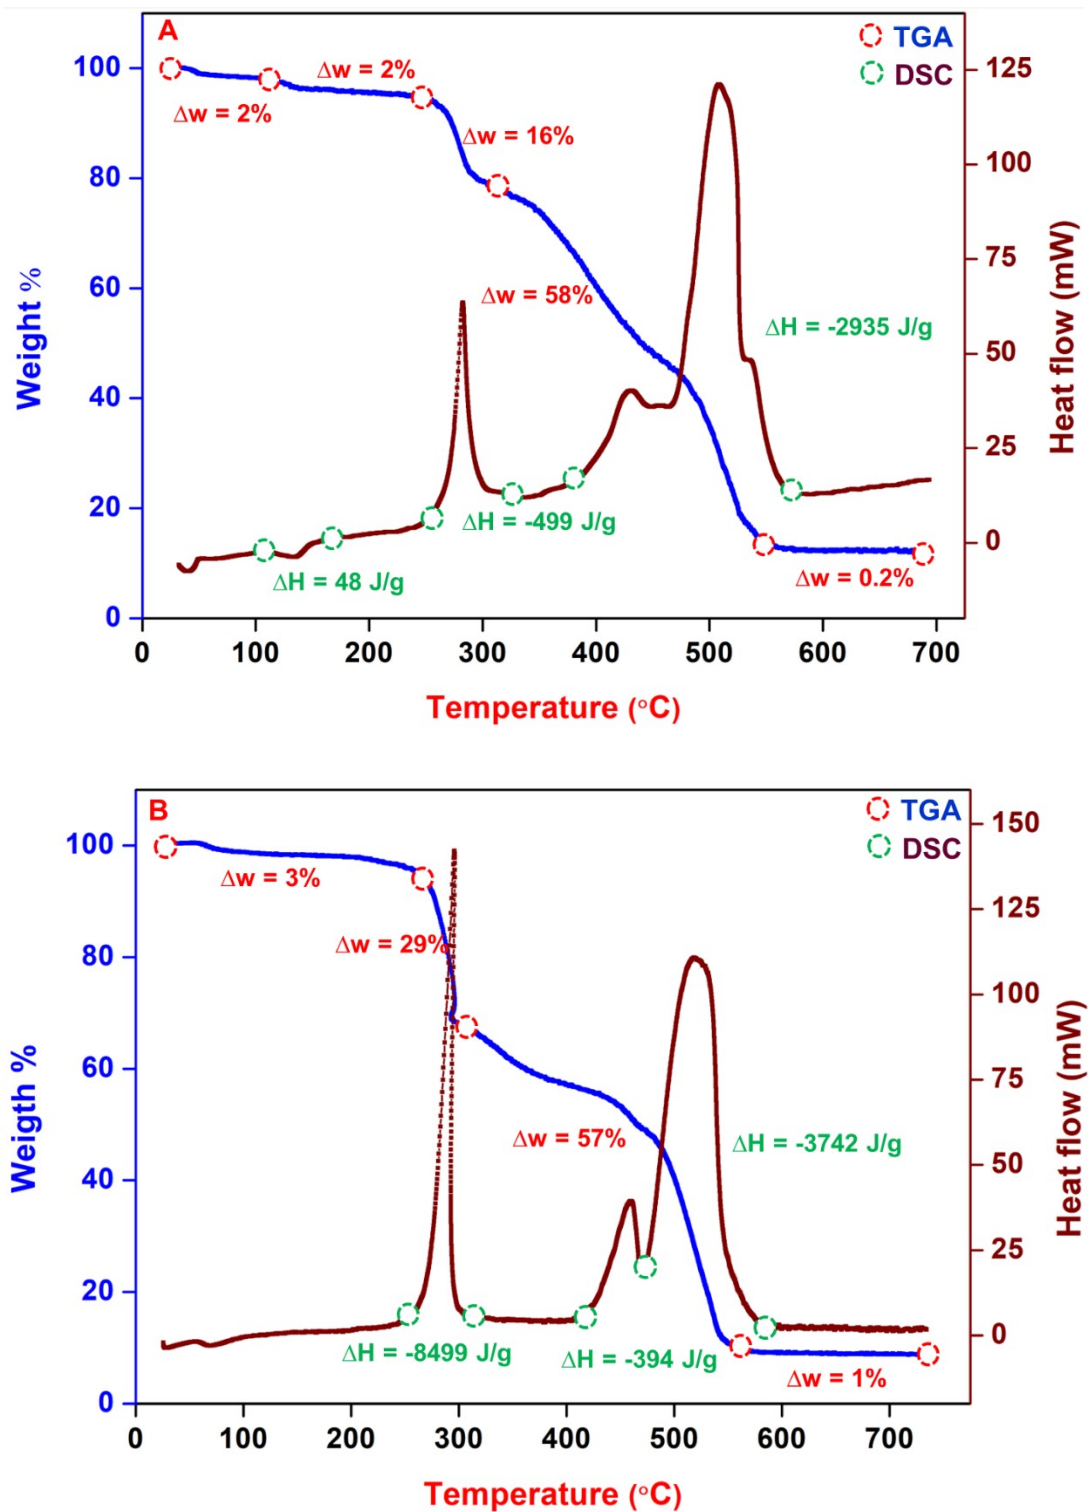 A
TGA
DSC
Δw = 2%
Δw = 2%
Δw = 16%
Δw = 58%
ΔH = -2935 J/g
ΔH = -499 J/g
ΔH = 48 J/g
Δw = 0.2%
Weight %
100
80
60
40
20
0
Heat flow (mW)
125
100
75
50
25
0
0 100 200 300 400 500 600 700
Temperature (°C)
B
TGA
DSC
Δw = 3%
Δw = 29%
Δw = 57%
ΔH = -3742 J/g
ΔH = -8499 J/g
ΔH = -394 J/g
Δw = 1%
Weigth %
100
80
60
40
20
0
Heat flow (mW)
150
125
100
75
50
25
0
0 100 200 300 400 500 600 700
Temperature (°C)